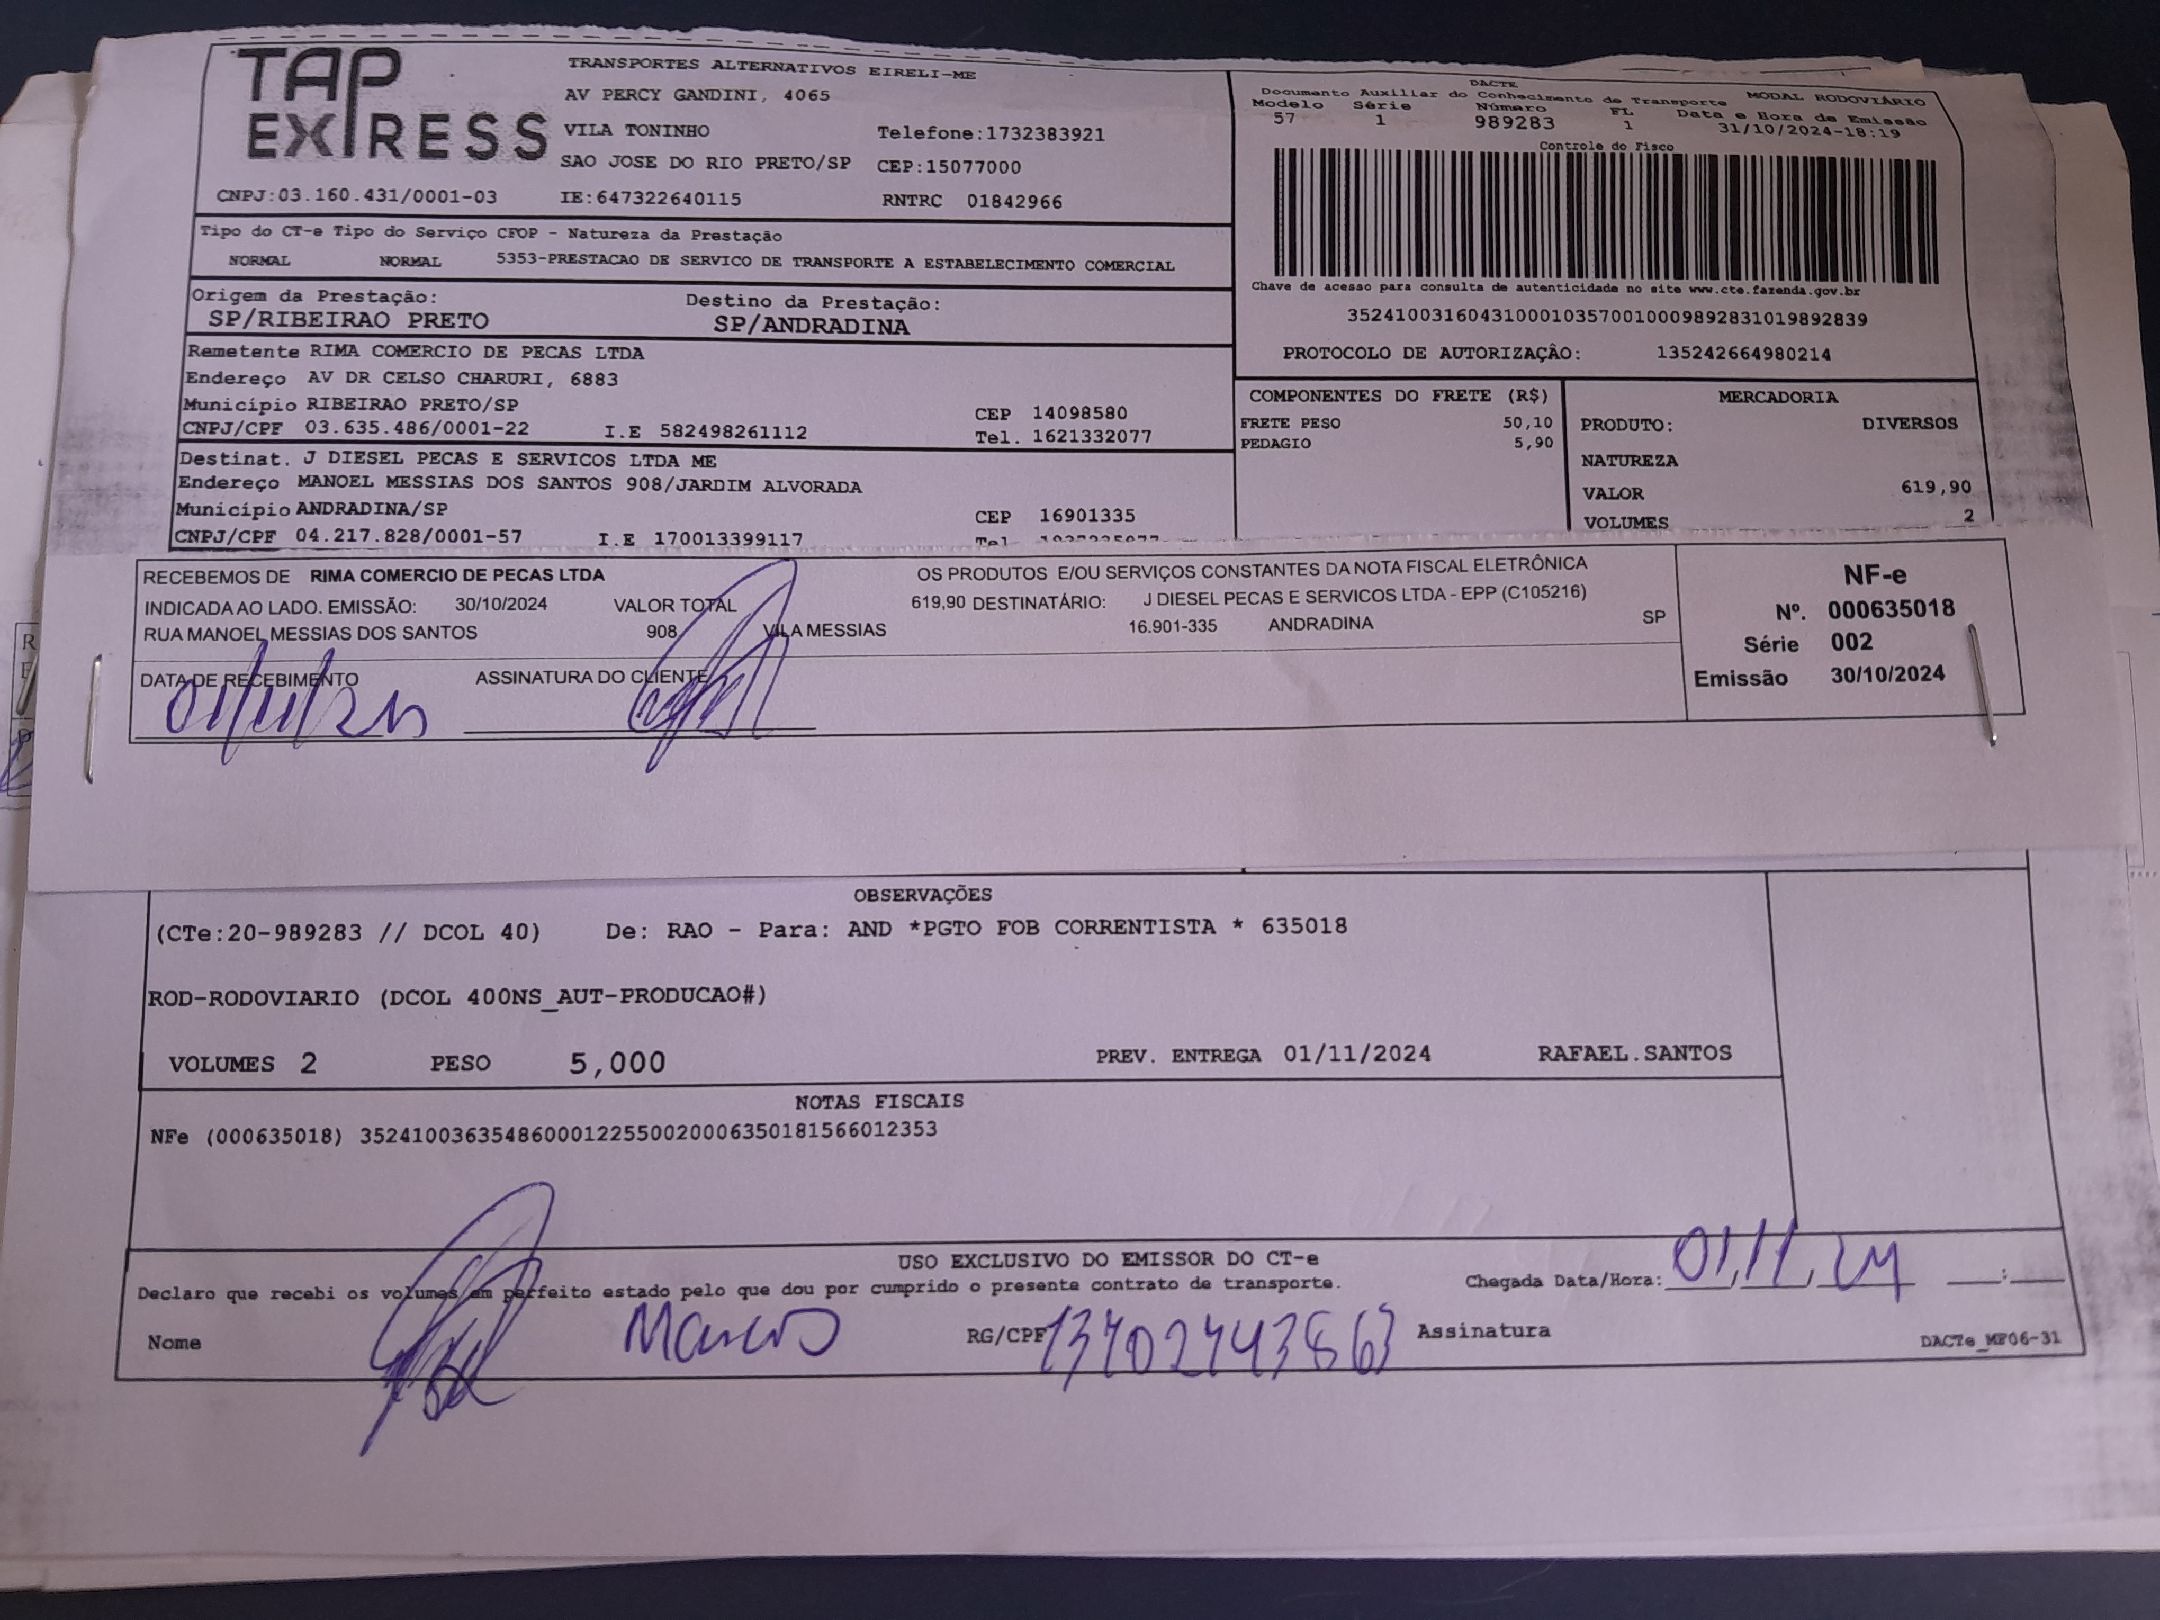 TAP EXPRESS
TRANSPORTES ALTERNATIVOS EIRELI-ME
AV PERCY GANDINI, 4065
VILA TONINHO Telefone:1732383921
SAO JOSE DO RIO PRETO/SP CEP:15077000
CNPJ:03.160.431/0001-03 IE:647322640115 RNTRC 01842966
DACTE
Documento Auxiliar do Conhecimento de Transporte MODAL RODOVIÁRIO
Modelo Série Número FL Data e Hora de Emissão
57 1 989283 1 31/10/2024-18:19
Controle do Fisco
Chave de acesso para consulta de autenticidade no site www.cte.fazenda.gov.br
35241003160431000103570010009892831019892839
PROTOCOLO DE AUTORIZAÇÃO: 135242664980214
Tipo do CT-e Tipo do Serviço CFOP - Natureza da Prestação
NORMAL NORMAL 5353-PRESTACAO DE SERVICO DE TRANSPORTE A ESTABELECIMENTO COMERCIAL
Origem da Prestação: Destino da Prestação:
SP/RIBEIRAO PRETO SP/ANDRADINA
Remetente RIMA COMERCIO DE PECAS LTDA
Endereço AV DR CELSO CHARURI, 6883
Município RIBEIRAO PRETO/SP CEP 14098580
CNPJ/CPF 03.635.486/0001-22 I.E 582498261112 Tel. 1621332077
Destinat. J DIESEL PECAS E SERVICOS LTDA ME
Endereço MANOEL MESSIAS DOS SANTOS 908/JARDIM ALVORADA
Município ANDRADINA/SP CEP 16901335
CNPJ/CPF 04.217.828/0001-57 I.E 170013399117 Tel
COMPONENTES DO FRETE (R$)
FRETE PESO 50,10
PEDAGIO 5,90
MERCADORIA
PRODUTO: DIVERSOS
NATUREZA
VALOR 619,90
VOLUMES 2
RECEBEMOS DE RIMA COMERCIO DE PECAS LTDA OS PRODUTOS E/OU SERVIÇOS CONSTANTES DA NOTA FISCAL ELETRÔNICA
INDICADA AO LADO. EMISSÃO: 30/10/2024 VALOR TOTAL 619,90 DESTINATÁRIO: J DIESEL PECAS E SERVICOS LTDA - EPP (C105216)
RUA MANOEL MESSIAS DOS SANTOS 908 VILA MESSIAS 16.901-335 ANDRADINA SP
DATA DE RECEBIMENTO ASSINATURA DO CLIENTE
NF-e
Nº. 000635018
Série 002
Emissão 30/10/2024
OBSERVAÇÕES
(CTe:20-989283 // DCOL 40) De: RAO - Para: AND *PGTO FOB CORRENTISTA * 635018
ROD-RODOVIARIO (DCOL 400NS_AUT-PRODUCAO#)
VOLUMES 2 PESO 5,000 PREV. ENTREGA 01/11/2024 RAFAEL.SANTOS
NOTAS FISCAIS
NFe (000635018) 35241003635486000122550020006350181566012353
USO EXCLUSIVO DO EMISSOR DO CT-e
Declaro que recebi os volumes em perfeito estado pelo que dou por cumprido o presente contrato de transporte. Chegada Data/Hora: 01/11/24
Nome Marcos RG/CPF 13702443863 Assinatura
DACTe_MF06-31